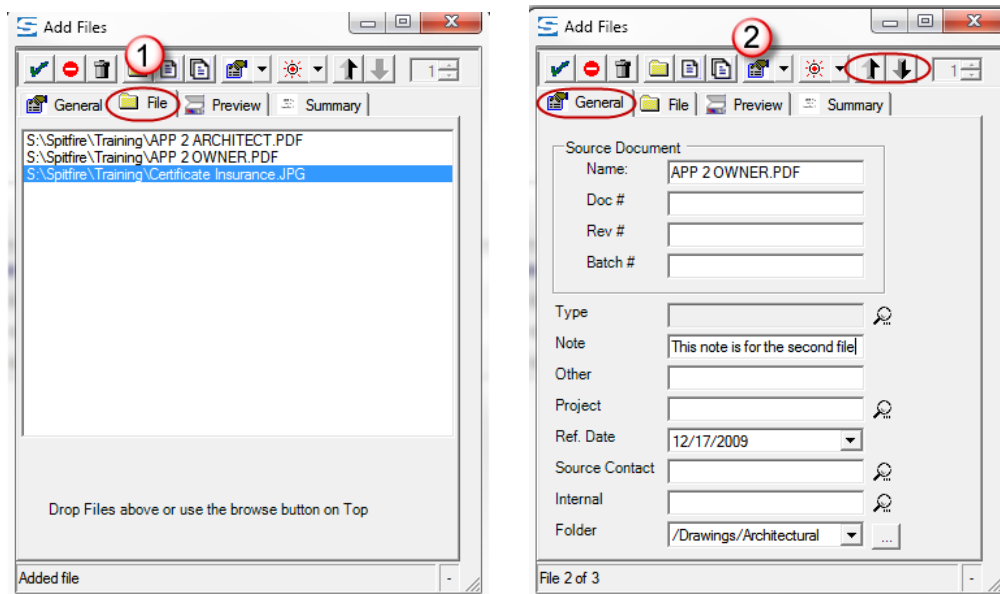 Add Files
1
1
General File Preview Summary
S:\Spitfire\Training\APP 2 ARCHITECT.PDF
S:\Spitfire\Training\APP 2 OWNER.PDF
S:\Spitfire\Training\Certificate Insurance.JPG
Drop Files above or use the browse button on Top
Added file -
Add Files
2
1
General File Preview Summary
Source Document
Name: APP 2 OWNER.PDF
Doc #
Rev #
Batch #
Type
Note This note is for the second file
Other
Project
Ref. Date 12/17/2009
Source Contact
Internal
Folder /Drawings/Architectural ...
File 2 of 3 -